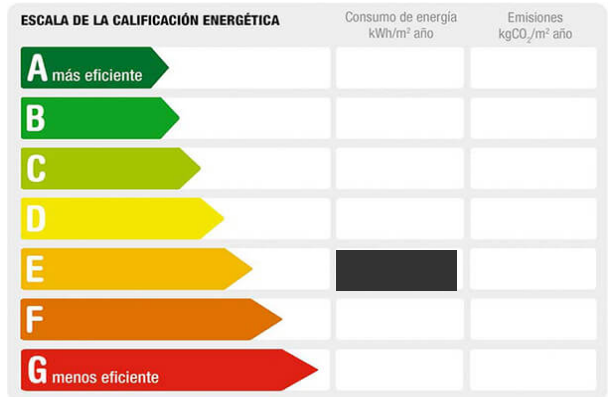 ESCALA DE LA CALIFICACIÓN ENERGÉTICA
Consumo de energía
kWh/m² año
Emisiones
kgCO₂/m² año
A más eficiente
B
C
D
E
F
G menos eficiente